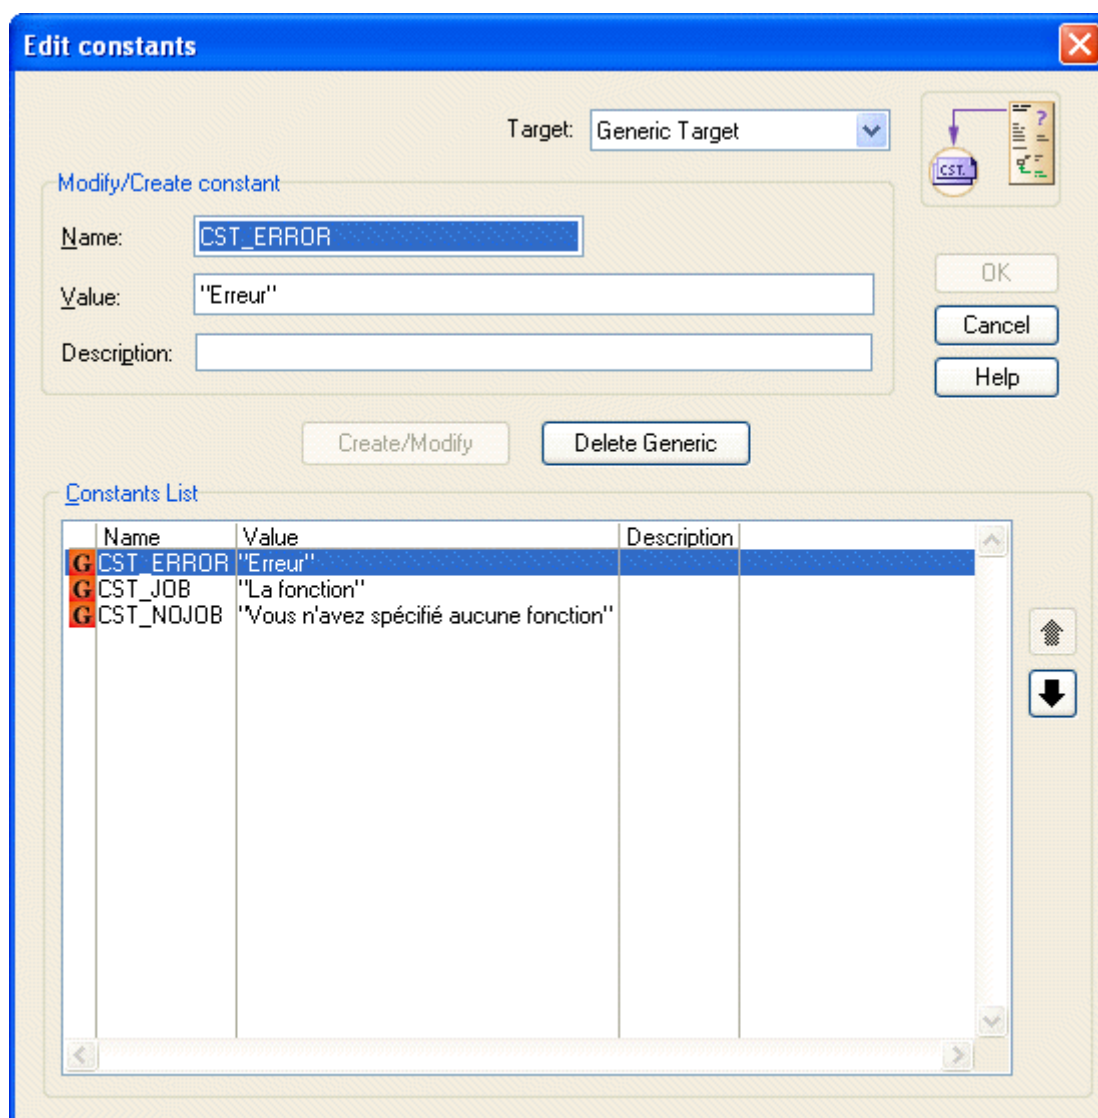 Edit constants
Target: Generic Target
CST.
?
Modify/Create constant
Name: CST_ERROR
Value: "Erreur"
Description:
OK
Cancel
Help
Create/Modify Delete Generic
Constants List
Name Value Description
G CST_ERROR "Erreur"
G CST_JOB "La fonction"
G CST_NOJOB "Vous n'avez spécifié aucune fonction"